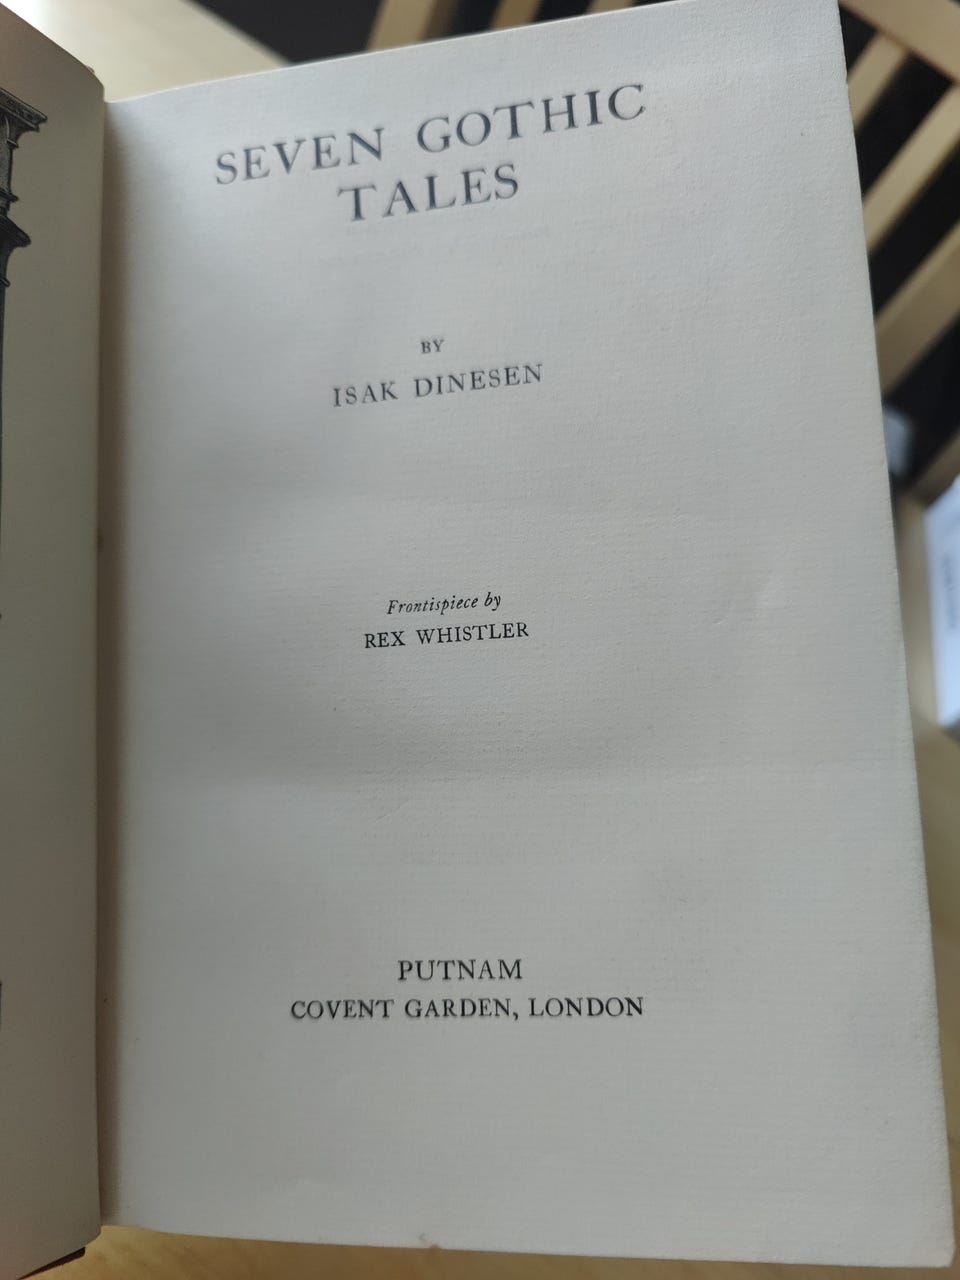 SEVEN GOTHIC
TALES
BY
ISAK DINESEN
Frontispiece by
REX WHISTLER
PUTNAM
COVENT GARDEN, LONDON